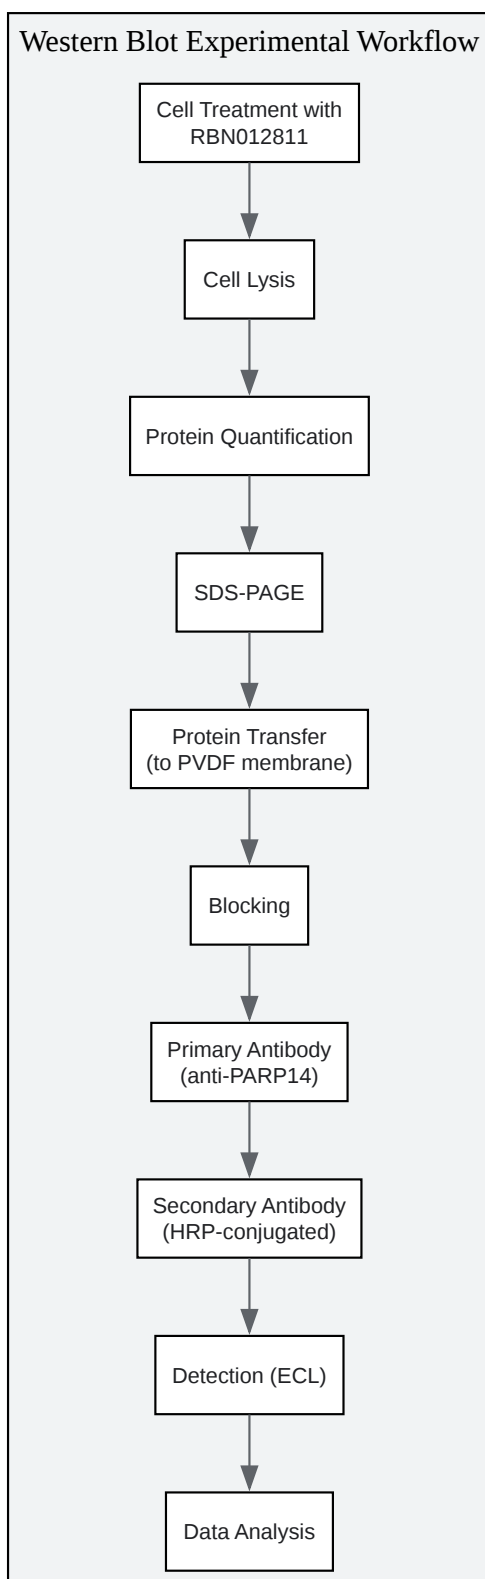 Western Blot Experimental Workflow
Cell Treatment with
RBN012811
Cell Lysis
Protein Quantification
SDS-PAGE
Protein Transfer
(to PVDF membrane)
Blocking
Primary Antibody
(anti-PARP14)
Secondary Antibody
(HRP-conjugated)
Detection (ECL)
Data Analysis